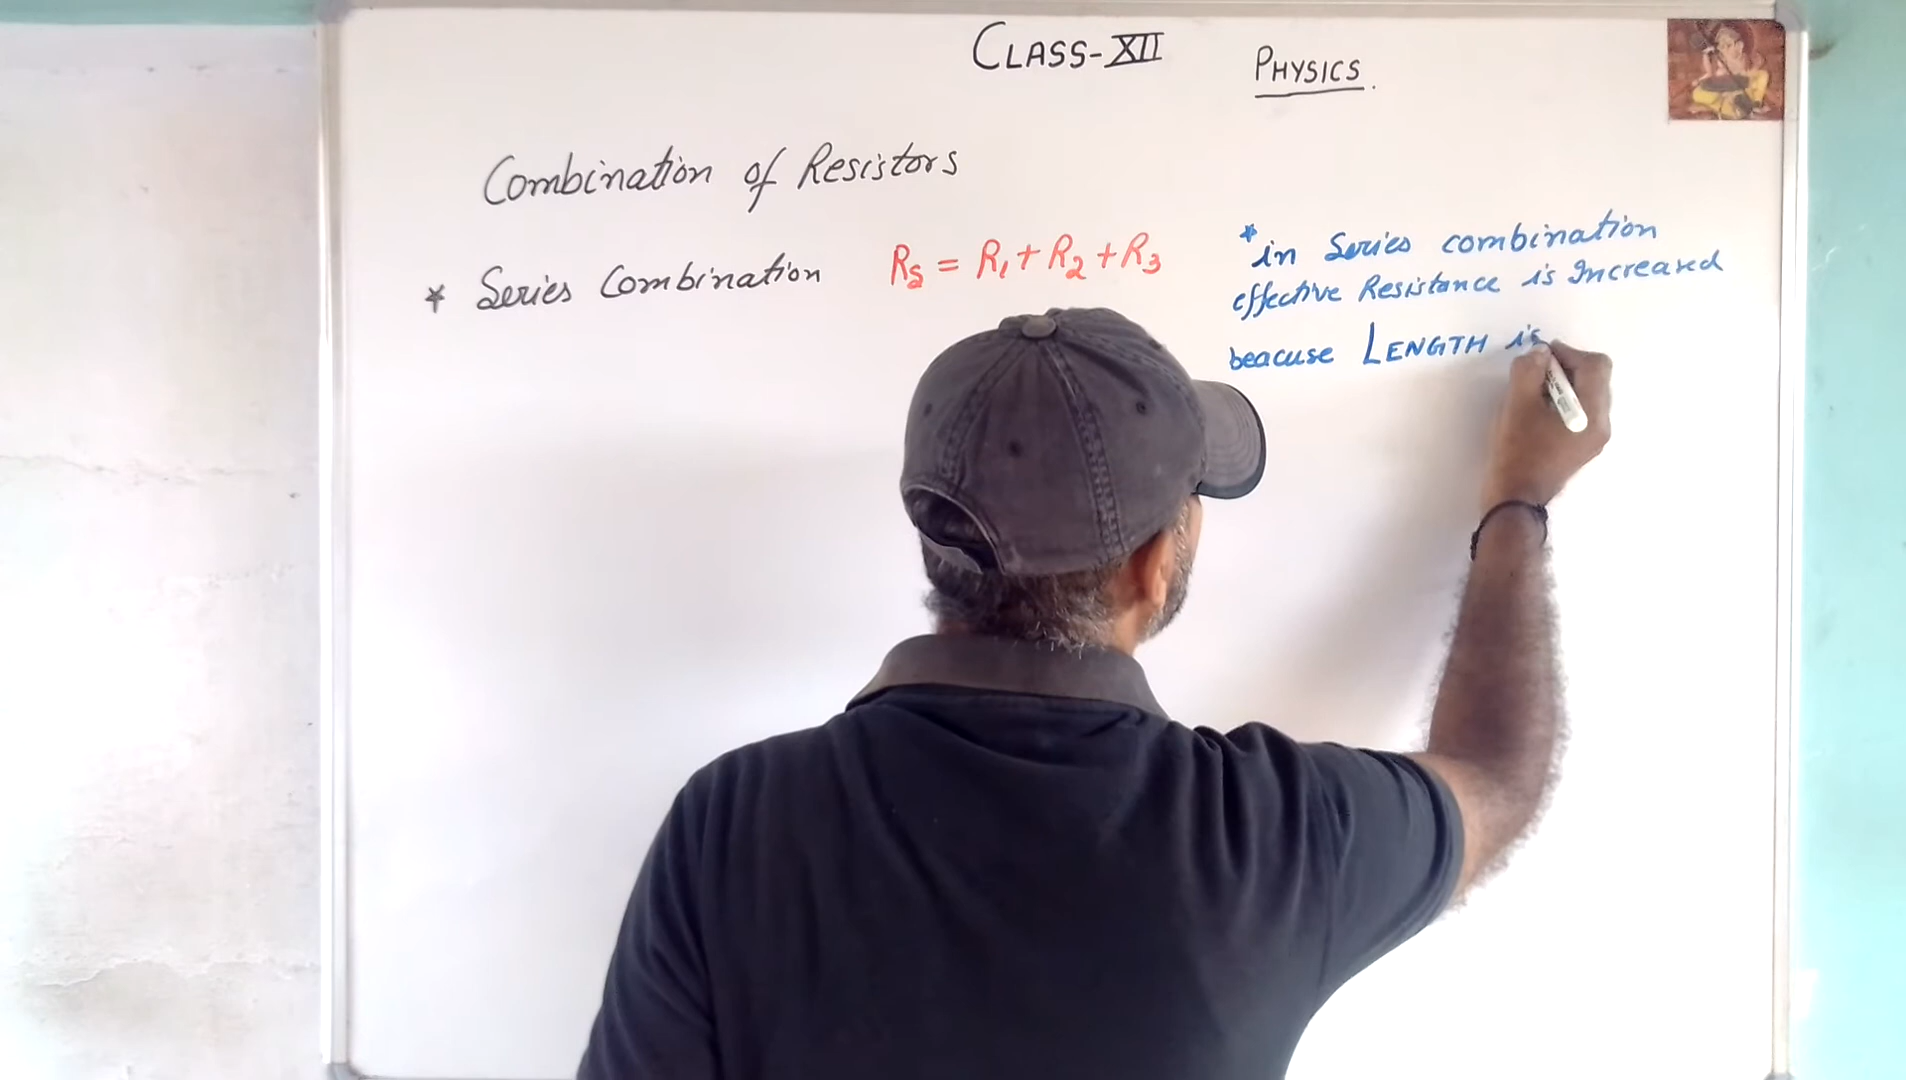 CLASS-XII
PHYSICS.
Combination of Resistors
* Series Combination
Rs = R1 + R2 + R3
* in Series combination
effective Resistance is Increased
beacuse LENGTH is